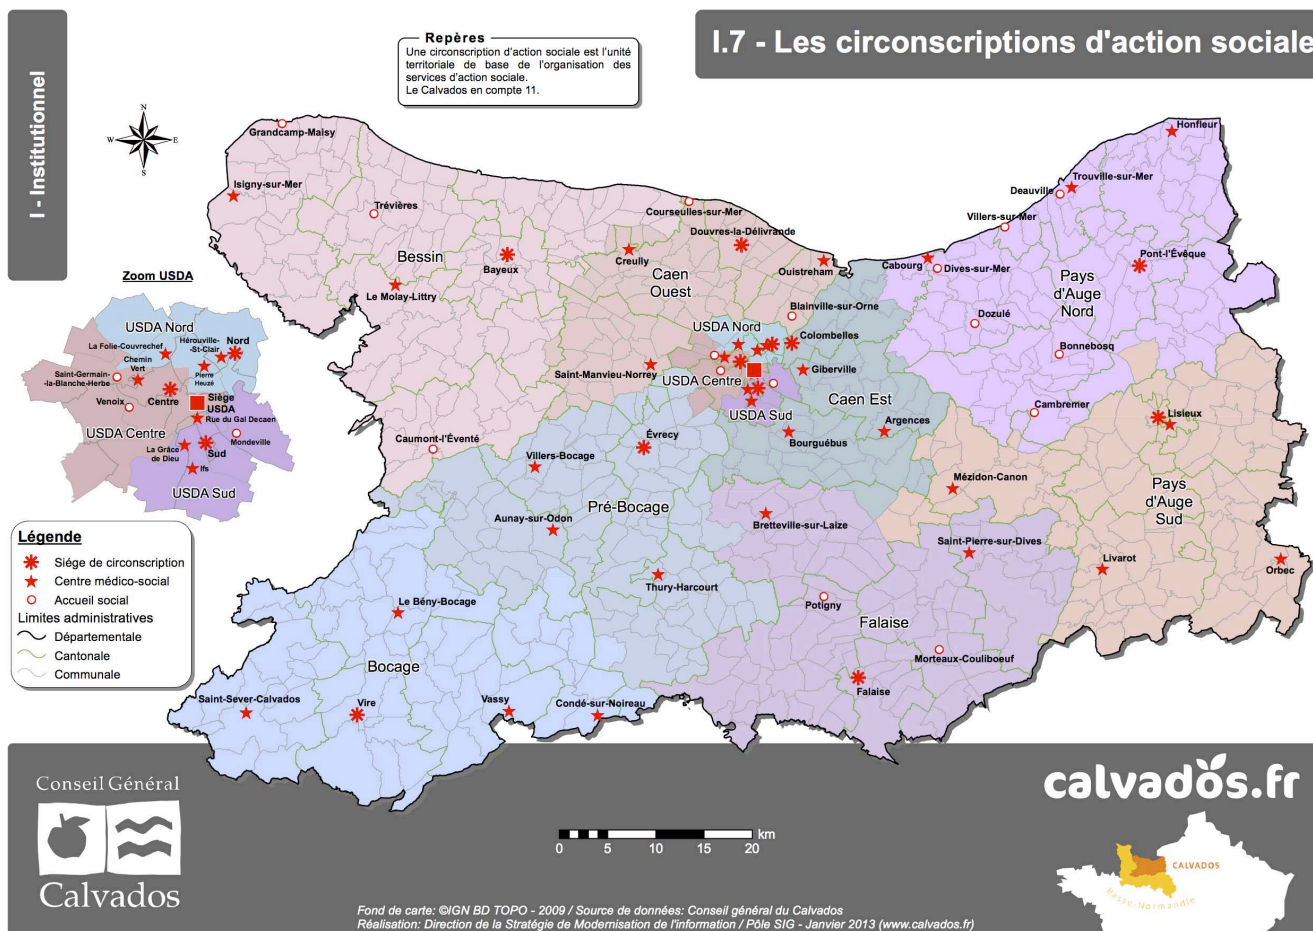 I - Institutionnel
Repères
Une circonscription d'action sociale est l'unité
territoriale de base de l'organisation des
services d'action sociale.
Le Calvados en compte 11.
I.7 - Les circonscriptions d'action sociale
N
W
E
S
Grandcamp-Maisy
Isigny-sur-Mer
Trévières
Bessin
Bayeux
Le Molay-Littry
Caumont-l'Éventé
Courseulles-sur-Mer
Douvres-la-Délivrande
Creully
Caen
Ouest
Ouistreham
Blainville-sur-Orne
USDA Nord
Colombelles
Saint-Manvieu-Norrey
USDA Centre
Giberville
USDA Sud
Caen Est
Argences
Bourguébus
Honfleur
Trouville-sur-Mer
Deauville
Villers-sur-Mer
Cabourg
Dives-sur-Mer
Pont-l'Évêque
Pays
d'Auge
Nord
Dozulé
Bonnebosq
Cambremer
Lisieux
Mézidon-Canon
Pays
d'Auge
Sud
Livarot
Orbec
Évrecy
Villers-Bocage
Pré-Bocage
Aunay-sur-Odon
Thury-Harcourt
Bretteville-sur-Laize
Saint-Pierre-sur-Dives
Potigny
Falaise
Morteaux-Couliboeuf
Falaise
Le Bény-Bocage
Bocage
Saint-Sever-Calvados
Vire
Vassy
Condé-sur-Noireau
Zoom USDA
USDA Nord
La Folie-Couvrechef
Hérouville-
-St-Clair
Nord
Chemin
Vert
Pierre
Heuzé
Saint-Germain-
-la-Blanche-Herbe
Venoix
Centre
Siège
USDA
Rue du Gal Decaen
USDA Centre
Mondeville
La Grâce
de Dieu
Sud
Ifs
USDA Sud
Légende
Siége de circonscription
Centre médico-social
Accueil social
Limites administratives
Départementale
Cantonale
Communale
Conseil Général
Calvados
0 5 10 15 20
km
calvados.fr
CALVADOS
Basse-Normandie
Fond de carte: ©IGN BD TOPO - 2009 / Source de données: Conseil général du Calvados
Réalisation: Direction de la Stratégie de Modernisation de l'information / Pôle SIG - Janvier 2013 (www.calvados.fr)